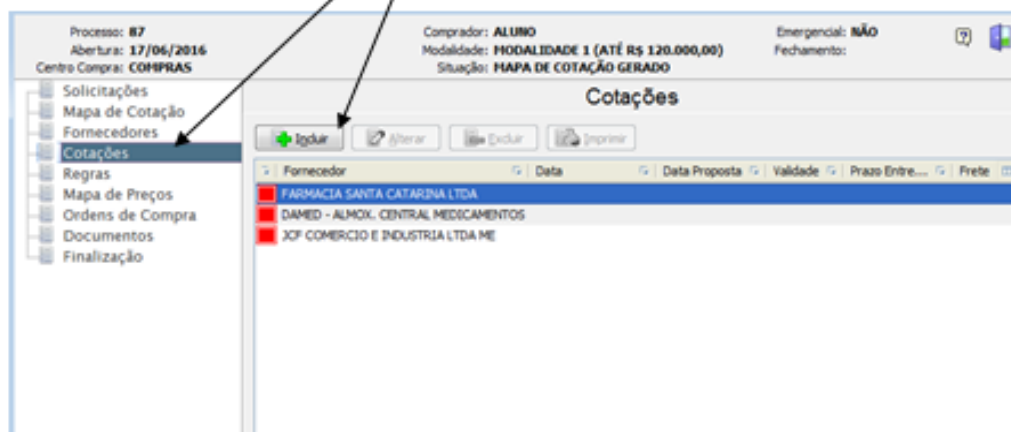 Processo: 87 Comprador: ALUNO Emergencial: NÃO
Abertura: 17/06/2016 Modalidade: MODALIDADE 1 (ATÉ R$ 120.000,00) Fechamento:
Centro Compra: COMPRAS Situação: MAPA DE COTAÇÃO GERADO
Solicitações
Mapa de Cotação
Fornecedores
Cotações
Regras
Mapa de Preços
Ordens de Compra
Documentos
Finalização
Cotações
Incluir Alterar Excluir Imprimir
Fornecedor Data Data Proposta Validade Prazo Entre.... Frete
FARMACIA SANTA CATARINA LTDA
DAMED - ALMOX. CENTRAL MEDICAMENTOS
JCF COMERCIO E INDUSTRIA LTDA ME